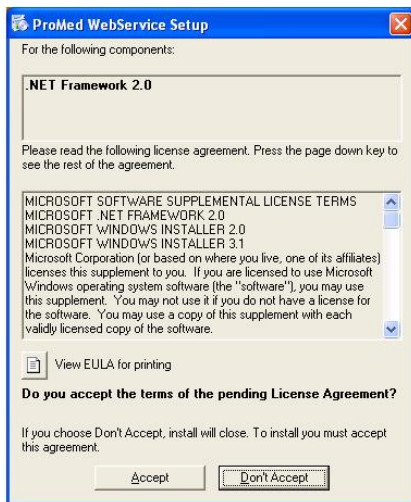 ProMed WebService Setup
For the following components:
.NET Framework 2.0
Please read the following license agreement. Press the page down key to
see the rest of the agreement.
MICROSOFT SOFTWARE SUPPLEMENTAL LICENSE TERMS
MICROSOFT .NET FRAMEWORK 2.0
MICROSOFT WINDOWS INSTALLER 2.0
MICROSOFT WINDOWS INSTALLER 3.1
Microsoft Corporation (or based on where you live, one of its affiliates)
licenses this supplement to you.  If you are licensed to use Microsoft
Windows operating system software (the "software"), you may use
this supplement.  You may not use it if you do not have a license for
the software.  You may use a copy of this supplement with each
validly licensed copy of the software.
View EULA for printing
Do you accept the terms of the pending License Agreement?
If you choose Don't Accept, install will close. To install you must accept
this agreement.
Accept
Don't Accept